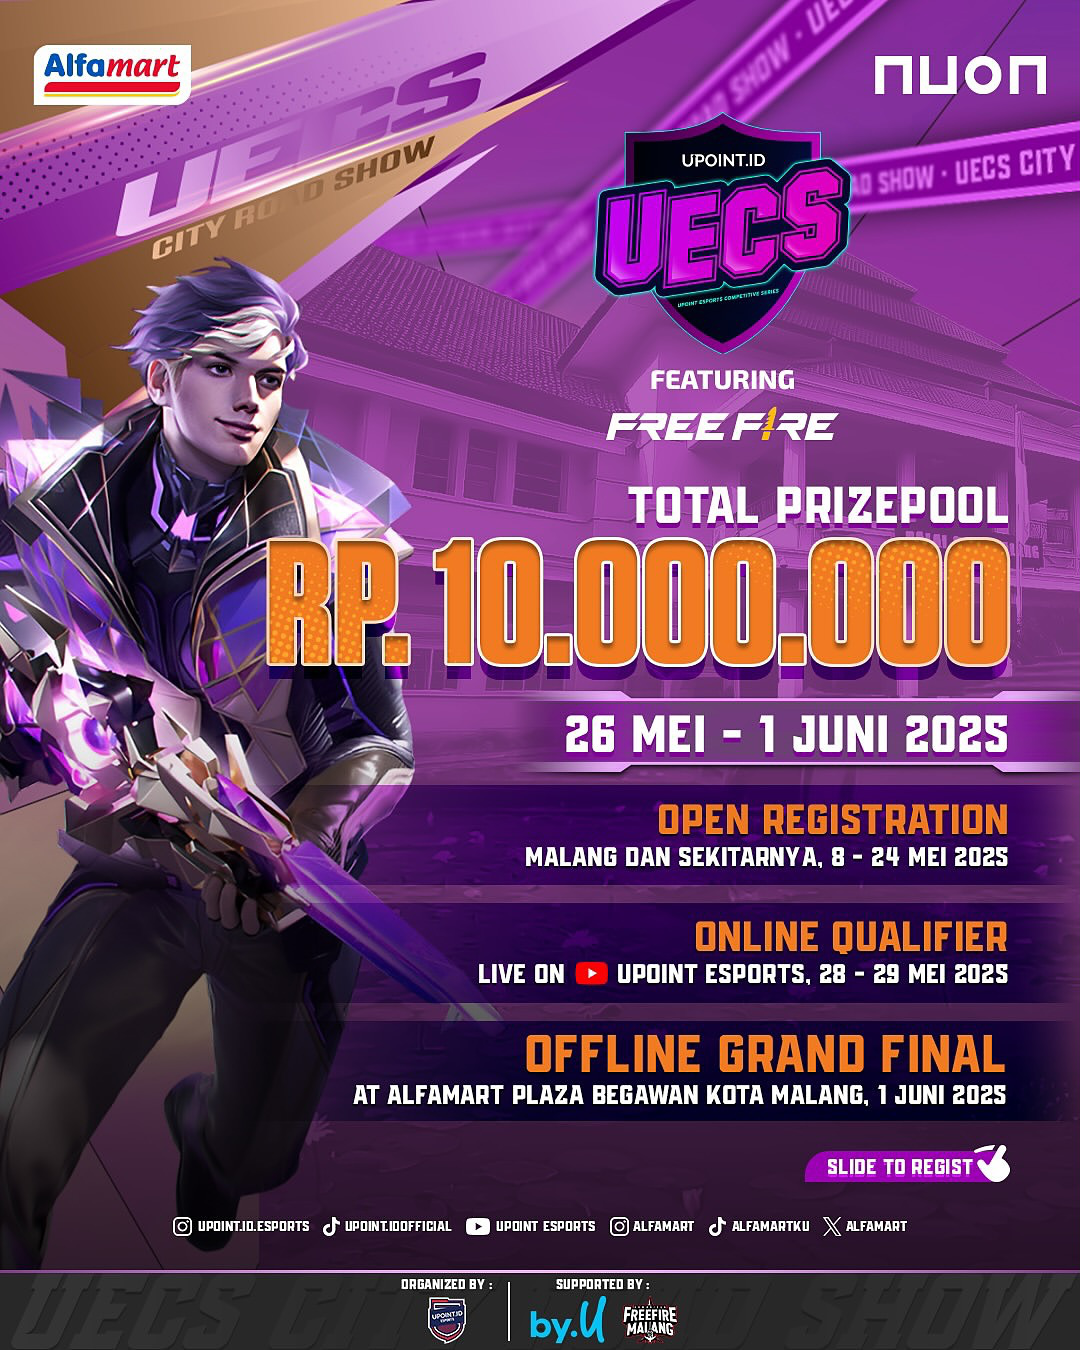 Alfamart
nuon
UECS
CITY ROAD SHOW
UPOINT.ID
UECS
UPOINT ESPORTS COMPETITIVE SERIES
AD SHOW · UECS CITY
FEATURING
FREE FIRE
TOTAL PRIZEPOOL
RP. 10.000.000
26 MEI - 1 JUNI 2025
OPEN REGISTRATION
MALANG DAN SEKITARNYA, 8 - 24 MEI 2025
ONLINE QUALIFIER
LIVE ON UPOINT ESPORTS, 28 - 29 MEI 2025
OFFLINE GRAND FINAL
AT ALFAMART PLAZA BEGAWAN KOTA MALANG, 1 JUNI 2025
SLIDE TO REGIST
UPOINT.ID.ESPORTS UPOINT.IDOFFICIAL UPOINT ESPORTS ALFAMART ALFAMARTKU ALFAMART
ORGANIZED BY :
SUPPORTED BY :
UPOINT.ID
ESPORTS
by.U
FREEFIRE
MALANG